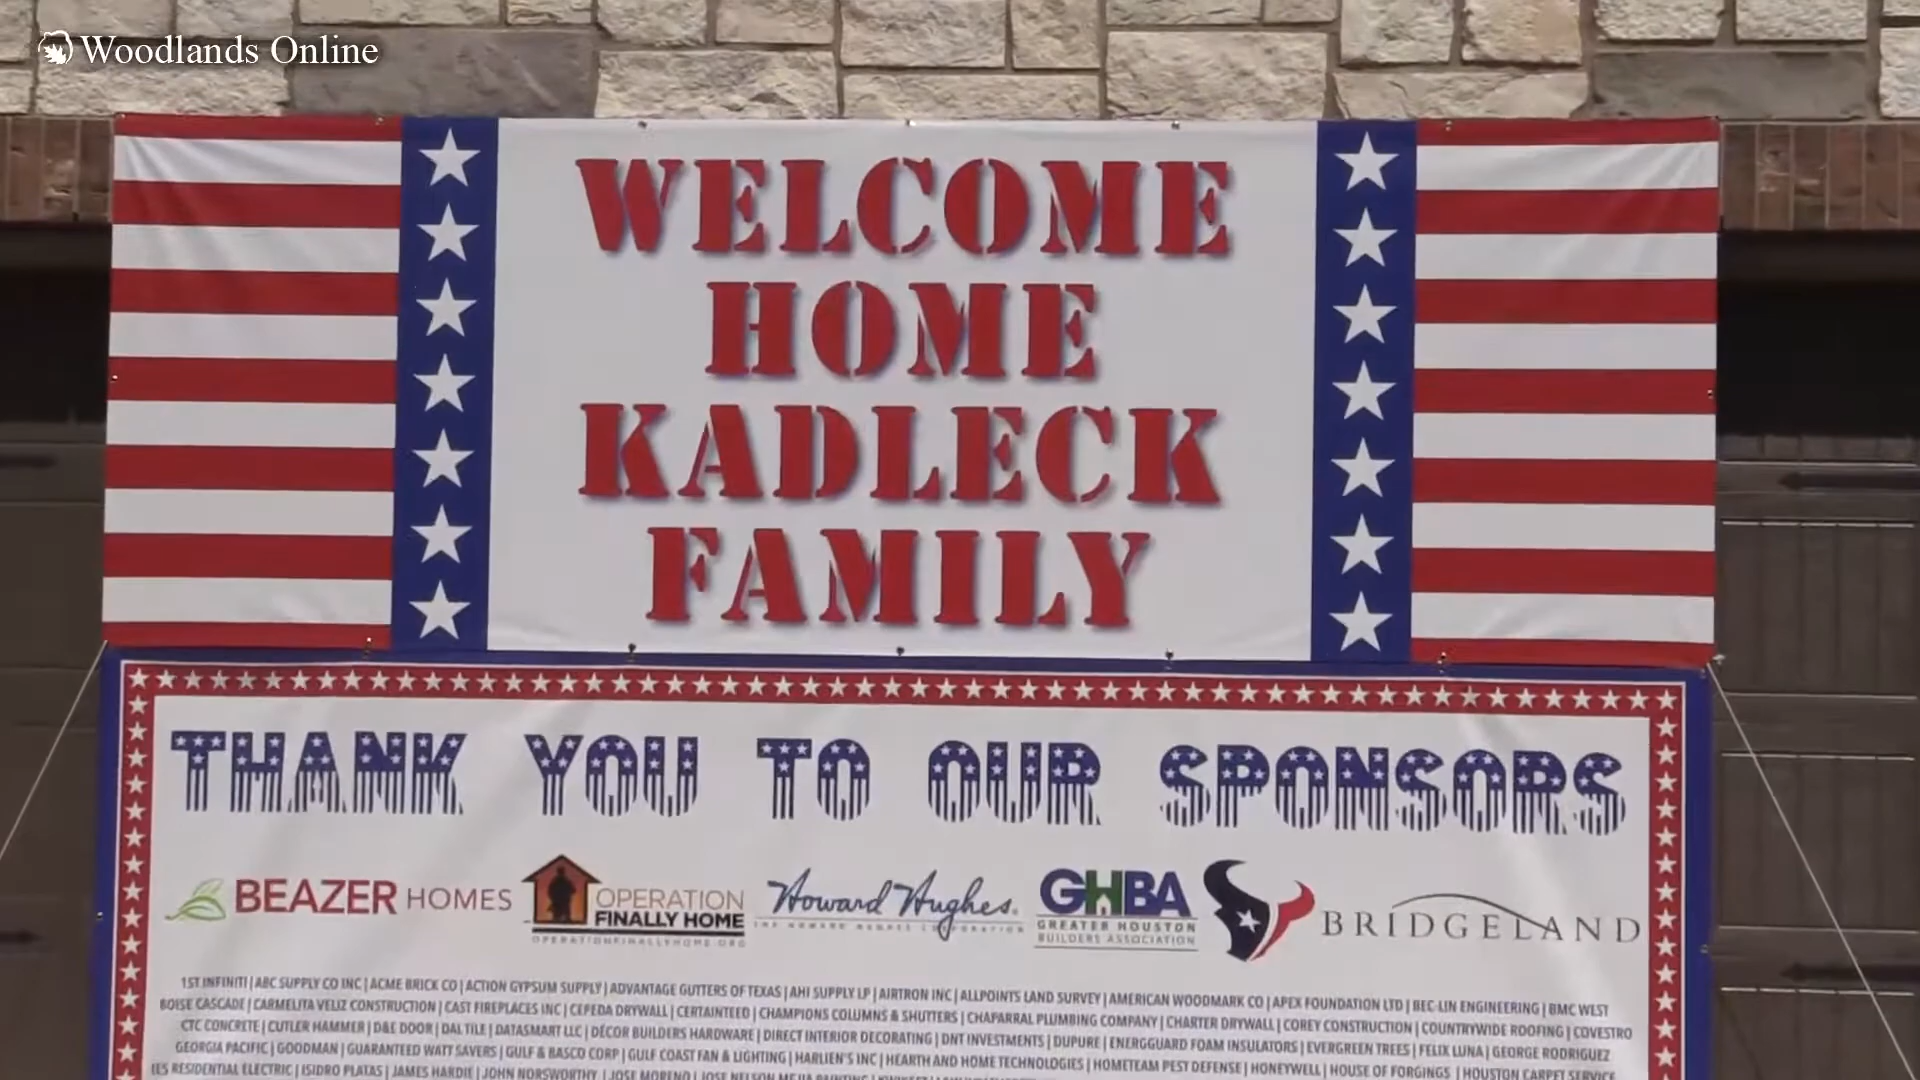 Woodlands Online
WELCOME
HOME
KADLECK
FAMILY
THANK YOU TO OUR SPONSORS
BEAZER HOMES
OPERATION
FINALLY HOME
OPERATIONFINALLYHOME.ORG
Howard Hughes.
THE HOWARD HUGHES CORPORATION
GHBA
GREATER HOUSTON
BUILDERS ASSOCIATION
BRIDGELAND
1ST INFINITI | ABC SUPPLY CO INC | ACME BRICK CO | ACTION GYPSUM SUPPLY | ADVANTAGE GUTTERS OF TEXAS | AHI SUPPLY LP | AIRTRON INC | ALLPOINTS LAND SURVEY | AMERICAN WOODMARK CO | APEX FOUNDATION LTD | BEC-LIN ENGINEERING | BMC WEST
BOISE CASCADE | CARMELITA VELIZ CONSTRUCTION | CAST FIREPLACES INC | CEPEDA DRYWALL | CERTAINTEED | CHAMPIONS COLUMNS & SHUTTERS | CHAPARRAL PLUMBING COMPANY | CHARTER DRYWALL | COREY CONSTRUCTION | COUNTRYWIDE ROOFING | COVESTRO
CTC CONCRETE | CUTLER HAMMER | D&E DOOR | DAL TILE | DATASMART LLC | DÉCOR BUILDERS HARDWARE | DIRECT INTERIOR DECORATING | DNT INVESTMENTS | DUPURE | ENERGGUARD FOAM INSULATORS | EVERGREEN TREES | FELIX LUNA | GEORGE RODRIGUEZ
GEORGIA PACIFIC | GOODMAN | GUARANTEED WATT SAVERS | GULF & BASCO CORP | GULF COAST FAN & LIGHTING | HARLIEN'S INC | HEARTH AND HOME TECHNOLOGIES | HOMETEAM PEST DEFENSE | HONEYWELL | HOUSE OF FORGINGS | HOUSTON CARPET SERVICE
IES RESIDENTIAL ELECTRIC | ISIDRO PLATAS | JAMES HARDIE | JOHN NORSWORTHY | JOSE MORENO | JOSE NELSON MEJIA PAINTING